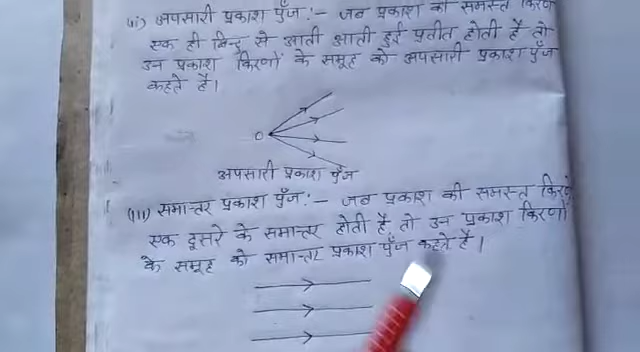 (ii) अपसारी प्रकाश पुँज :- जब प्रकाश की समस्त किरणें
एक ही बिन्दु से आती आती हुई प्रतीत होती है तो
उन प्रकाश किरणों के समूह को अपसारी प्रकाश पुँज
कहते है।
O
अपसारी प्रकाश पुँज
(iii) समान्तर प्रकाश पुँज :- जब प्रकाश की समस्त किरणें
एक दूसरे के समान्तर होती है, तो उन प्रकाश किरणों
के समूह को समान्तर प्रकाश पुँज कहते है।